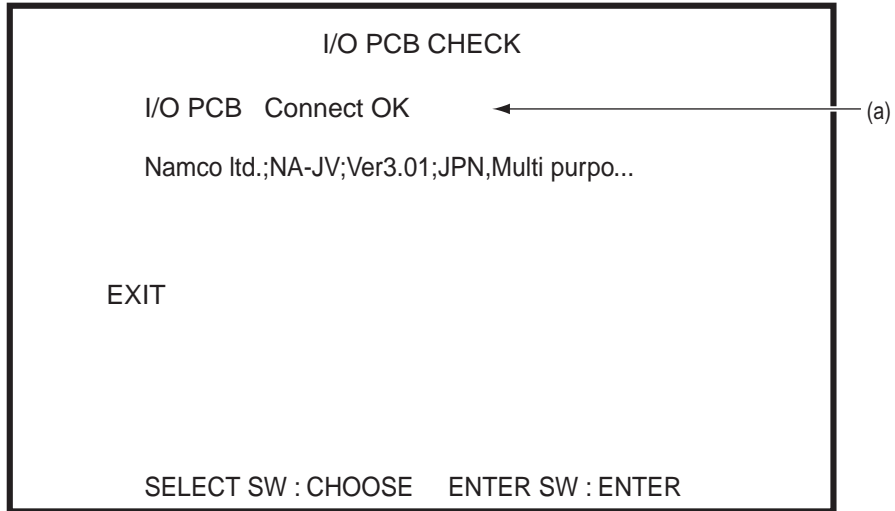 I/O PCB CHECK
I/O PCB Connect OK
(a)
Namco ltd.;NA-JV;Ver3.01;JPN,Multi purpo...
EXIT
SELECT SW : CHOOSE ENTER SW : ENTER